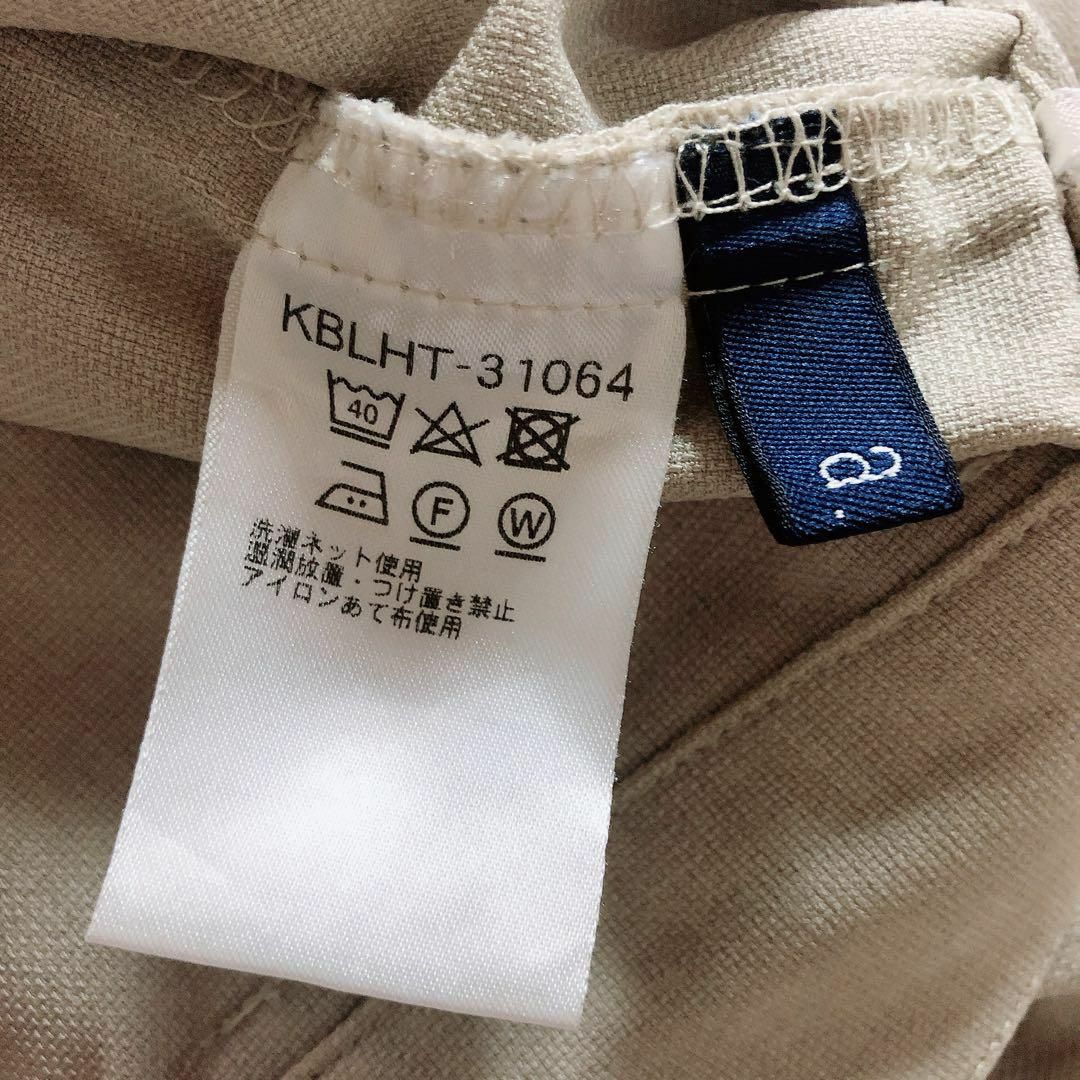 KBLHT-31064
40
F W
洗濯ネット使用
湿潤放置・つけ置き禁止
アイロンあて布使用